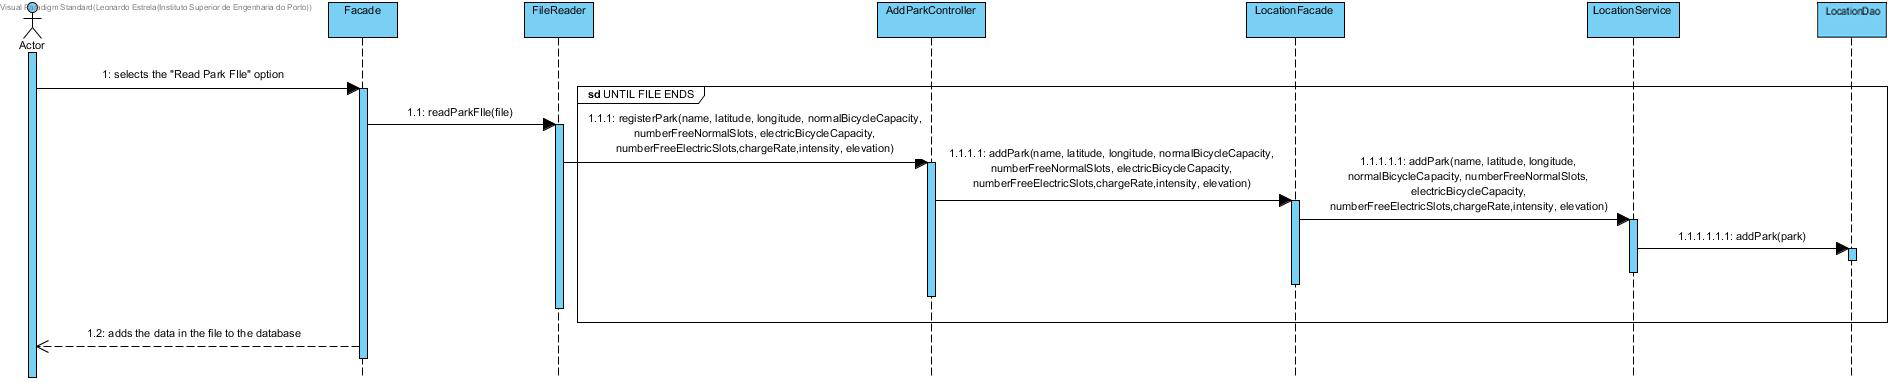 Visual Paradigm Standard(Leonardo Estrela(Instituto Superior de Engenharia do Porto))
Actor
Facade
FileReader
AddParkController
LocationFacade
LocationService
LocationDao
1: selects the "Read Park FIle" option
1.1: readParkFIle(file)
sd UNTIL FILE ENDS
1.1.1: registerPark(name, latitude, longitude, normalBicycleCapacity,
numberFreeNormalSlots, electricBicycleCapacity,
numberFreeElectricSlots,chargeRate,intensity, elevation)
1.1.1.1: addPark(name, latitude, longitude, normalBicycleCapacity,
numberFreeNormalSlots, electricBicycleCapacity,
numberFreeElectricSlots,chargeRate,intensity, elevation)
1.1.1.1.1: addPark(name, latitude, longitude,
normalBicycleCapacity, numberFreeNormalSlots,
electricBicycleCapacity,
numberFreeElectricSlots,chargeRate,intensity, elevation)
1.1.1.1.1.1: addPark(park)
1.2: adds the data in the file to the database